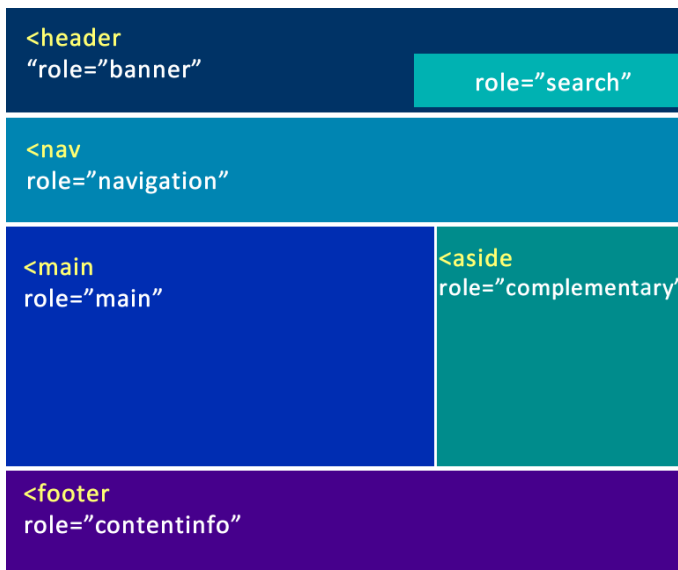 <header
“role=”banner”
role=”search”
<nav
role=”navigation”
<main
role=”main”
<aside
role=”complementary”
<footer
role=”contentinfo”